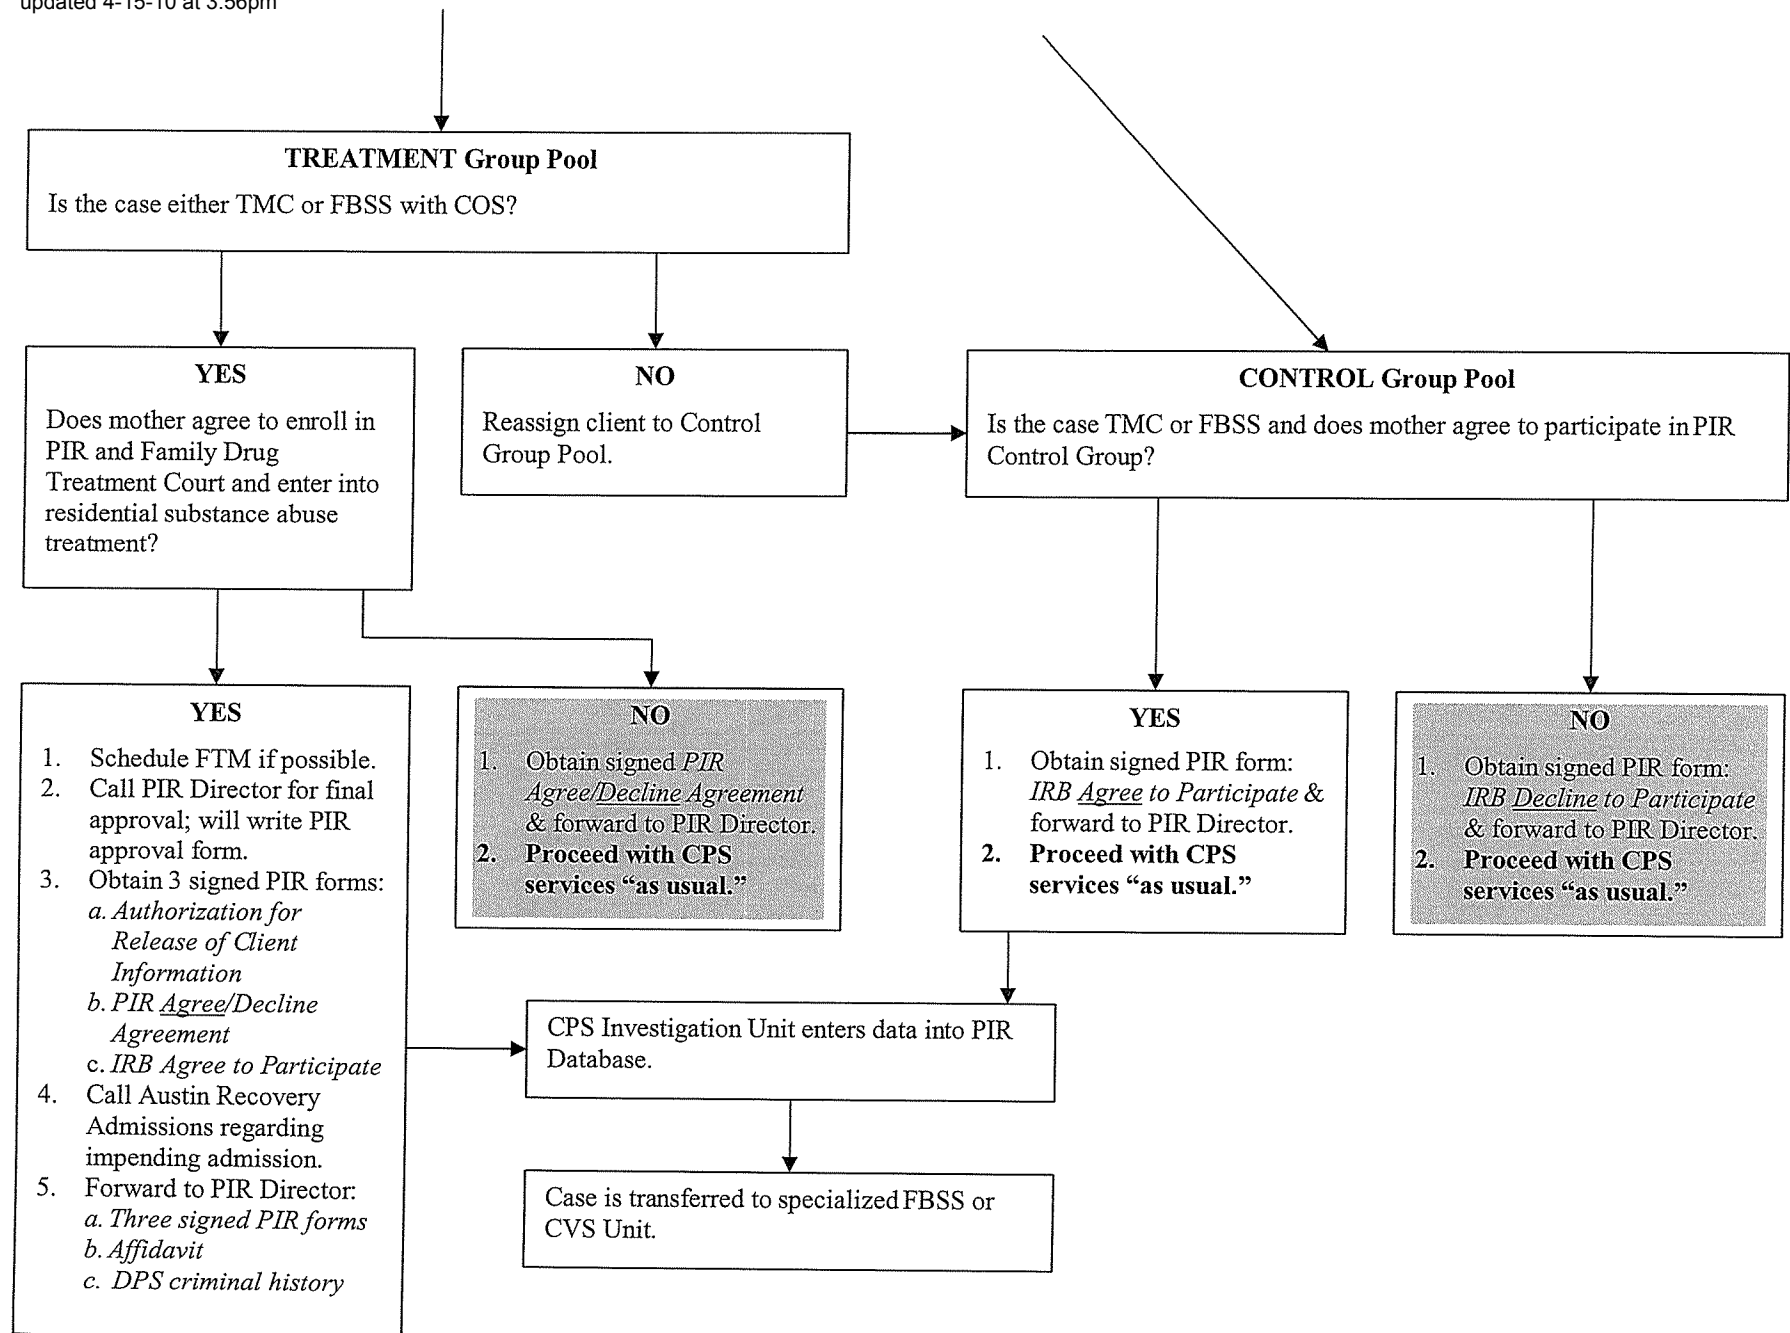 updated 4-15-10 at 3:56pm
TREATMENT Group Pool
Is the case either TMC or FBSS with COS?
YES
Does mother agree to enroll in
PIR and Family Drug
Treatment Court and enter into
residential substance abuse
treatment?
NO
Reassign client to Control
Group Pool.
CONTROL Group Pool
Is the case TMC or FBSS and does mother agree to participate in PIR
Control Group?
YES
1. Schedule FTM if possible.
2. Call PIR Director for final
approval; will write PIR
approval form.
3. Obtain 3 signed PIR forms:
a. Authorization for
Release of Client
Information
b. PIR Agree/Decline
Agreement
c. IRB Agree to Participate
4. Call Austin Recovery
Admissions regarding
impending admission.
5. Forward to PIR Director:
a. Three signed PIR forms
b. Affidavit
c. DPS criminal history
NO
1. Obtain signed PIR
Agree/Decline Agreement
& forward to PIR Director.
2. Proceed with CPS
services “as usual.”
YES
1. Obtain signed PIR form:
IRB Agree to Participate &
forward to PIR Director.
2. Proceed with CPS
services “as usual.”
NO
1. Obtain signed PIR form:
IRB Decline to Participate
& forward to PIR Director.
2. Proceed with CPS
services “as usual.”
CPS Investigation Unit enters data into PIR
Database.
Case is transferred to specialized FBSS or
CVS Unit.